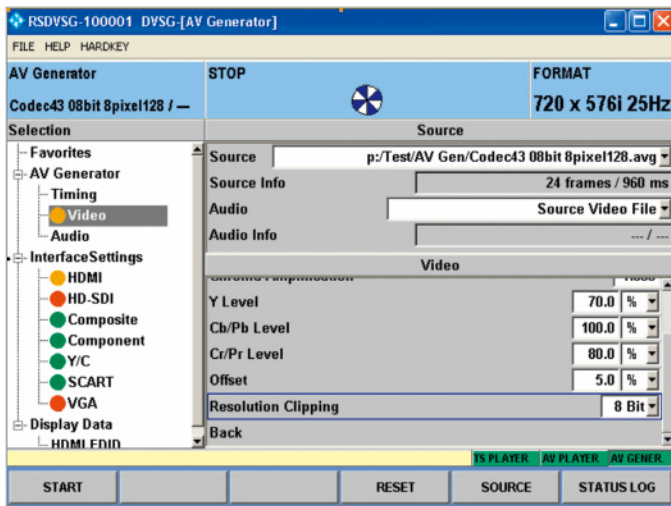 RSDVSG-100001 DVSG-[AV Generator]
FILE HELP HARDKEY
AV Generator
Codec43 08bit 8pixel128 / —
STOP
FORMAT
720 x 576i 25Hz
Selection
Favorites
AV Generator
Timing
Video
Audio
InterfaceSettings
HDMI
HD-SDI
Composite
Component
Y/C
SCART
VGA
Display Data
HDMI EDID
Source
Source p:/Test/AV Gen/Codec43 08bit 8pixel128.avg
Source Info 24 frames / 960 ms
Audio Source Video File
Audio Info --- / ---
Video
Y Level 70.0 %
Cb/Pb Level 100.0 %
Cr/Pr Level 80.0 %
Offset 5.0 %
Resolution Clipping 8 Bit
Back
TS PLAYER AV PLAYER AV GENER.
START RESET SOURCE STATUS LOG